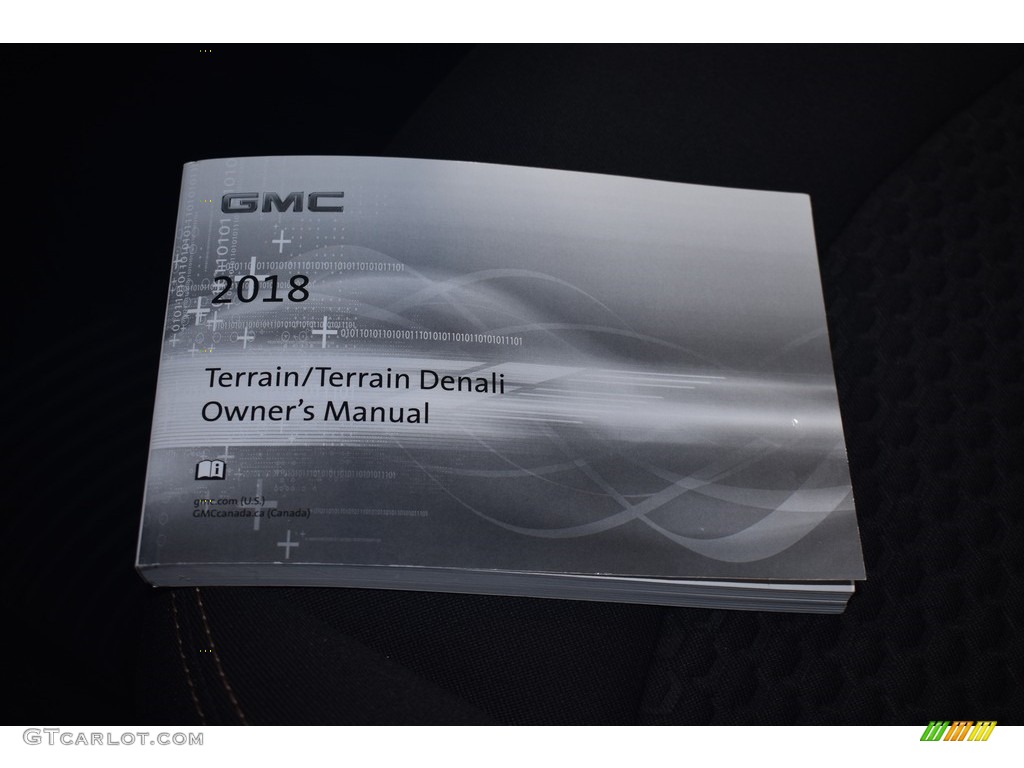 GMC
2018
Terrain/Terrain Denali
Owner's Manual
gmc.com (U.S.)
GMCcanada.ca (Canada)
GTcarlot.com